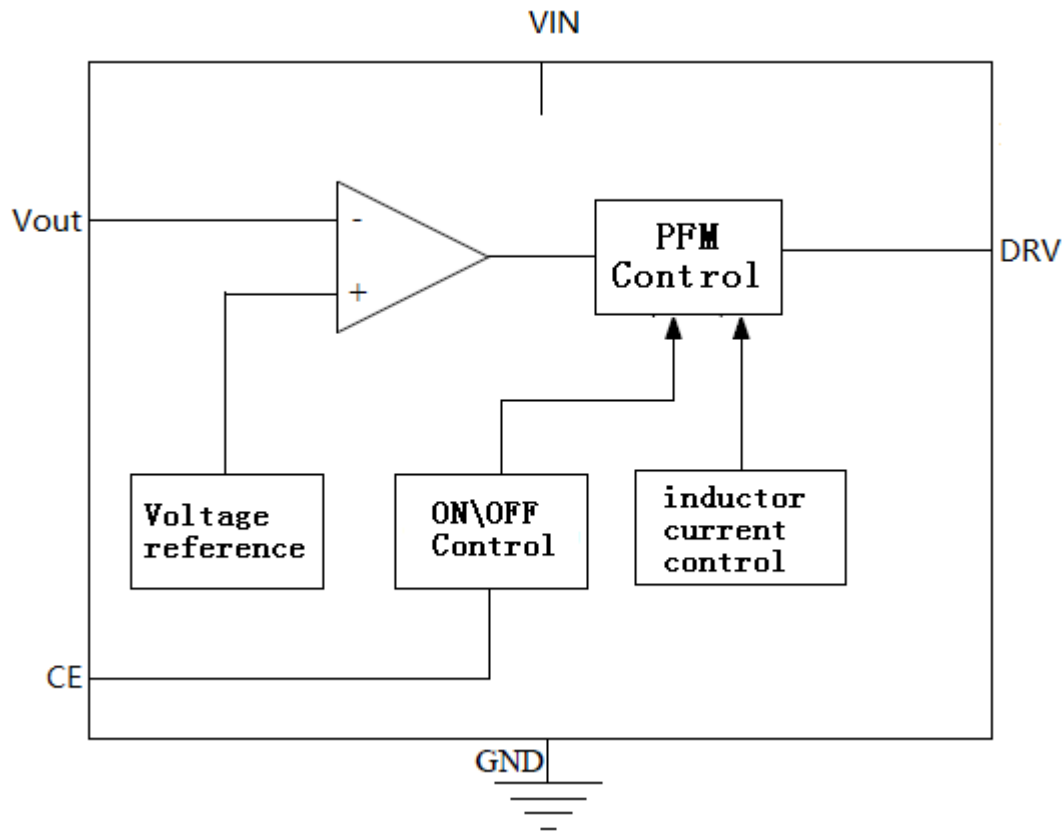 VIN
Vout
-
+
PFM
Control
DRV
Voltage
reference
ON\OFF
Control
inductor
current
control
CE
GND